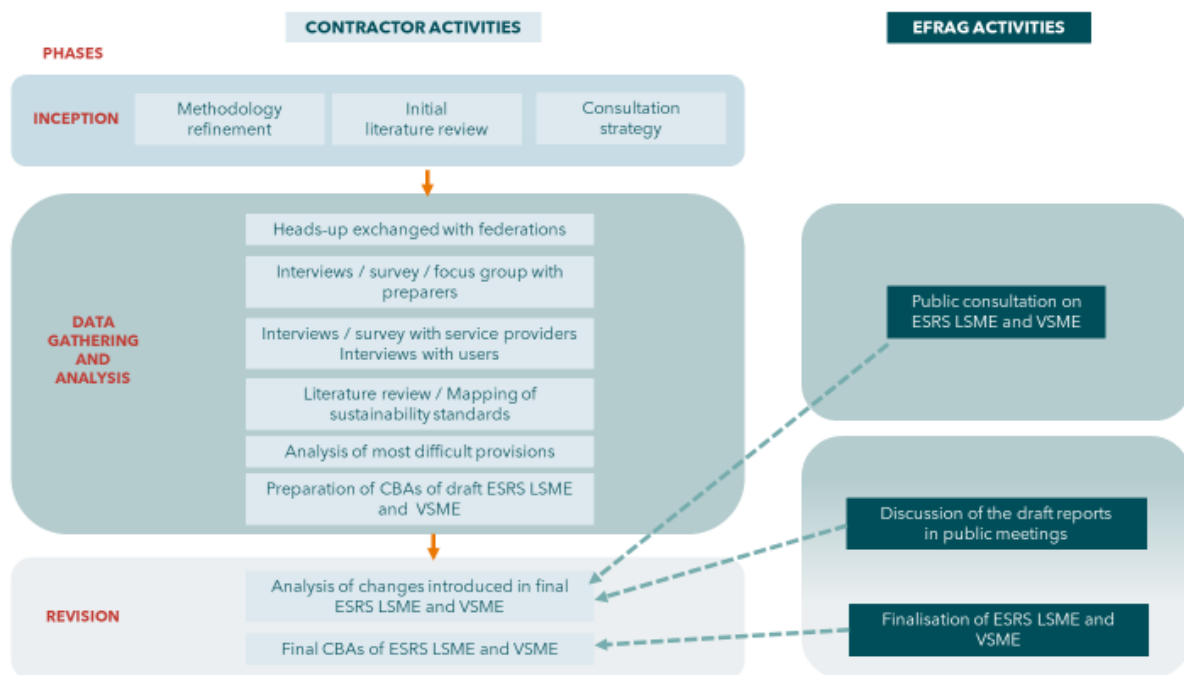 CONTRACTOR ACTIVITIES
EFRAG ACTIVITIES
PHASES
INCEPTION
Methodology
refinement
Initial
literature review
Consultation
strategy
DATA
GATHERING
AND
ANALYSIS
Heads-up exchanged with federations
Interviews / survey / focus group with
preparers
Interviews / survey with service providers
Interviews with users
Literature review / Mapping of
sustainability standards
Analysis of most difficult provisions
Preparation of CBAs of draft ESRS LSME
and VSME
Public consultation on
ESRS LSME and VSME
Discussion of the draft reports
in public meetings
REVISION
Analysis of changes introduced in final
ESRS LSME and VSME
Final CBAs of ESRS LSME and VSME
Finalisation of ESRS LSME and
VSME